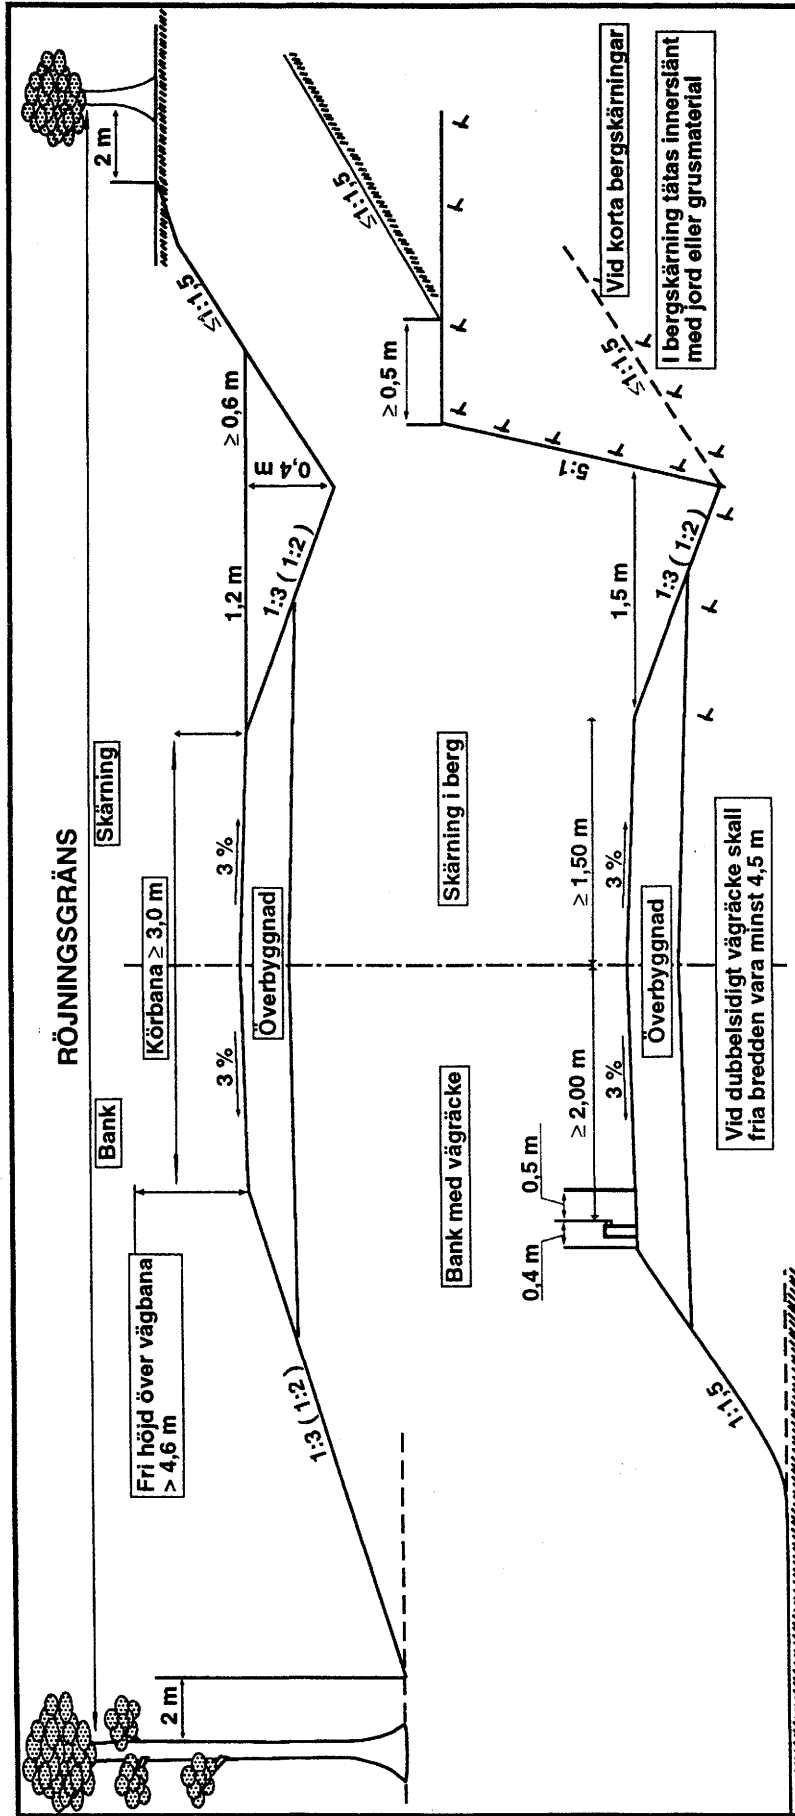 RÖJNINGSGRÄNS
2 m
Bank
Skärning
2 m
Fri höjd över vägbana
> 4,6 m
Körbana ≥ 3,0 m
≤1:1,5
3 %
3 %
1,2 m
≥ 0,6 m
0,4 m
Överbyggnad
1:3 ( 1:2 )
1:3 ( 1:2 )
Bank med vägräcke
Skärning i berg
≥ 0,5 m
≤1:1,5
5:1
0,4 m
0,5 m
≥ 2,00 m
≥ 1,50 m
1,5 m
3 %
3 %
Överbyggnad
1:3 ( 1:2 )
≤1:1,5
1:1,5
Vid korta bergskärningar
I bergskärning tätas innerslänt
med jord eller grusmaterial
Vid dubbelsidigt vägräcke skall
fria bredden vara minst 4,5 m